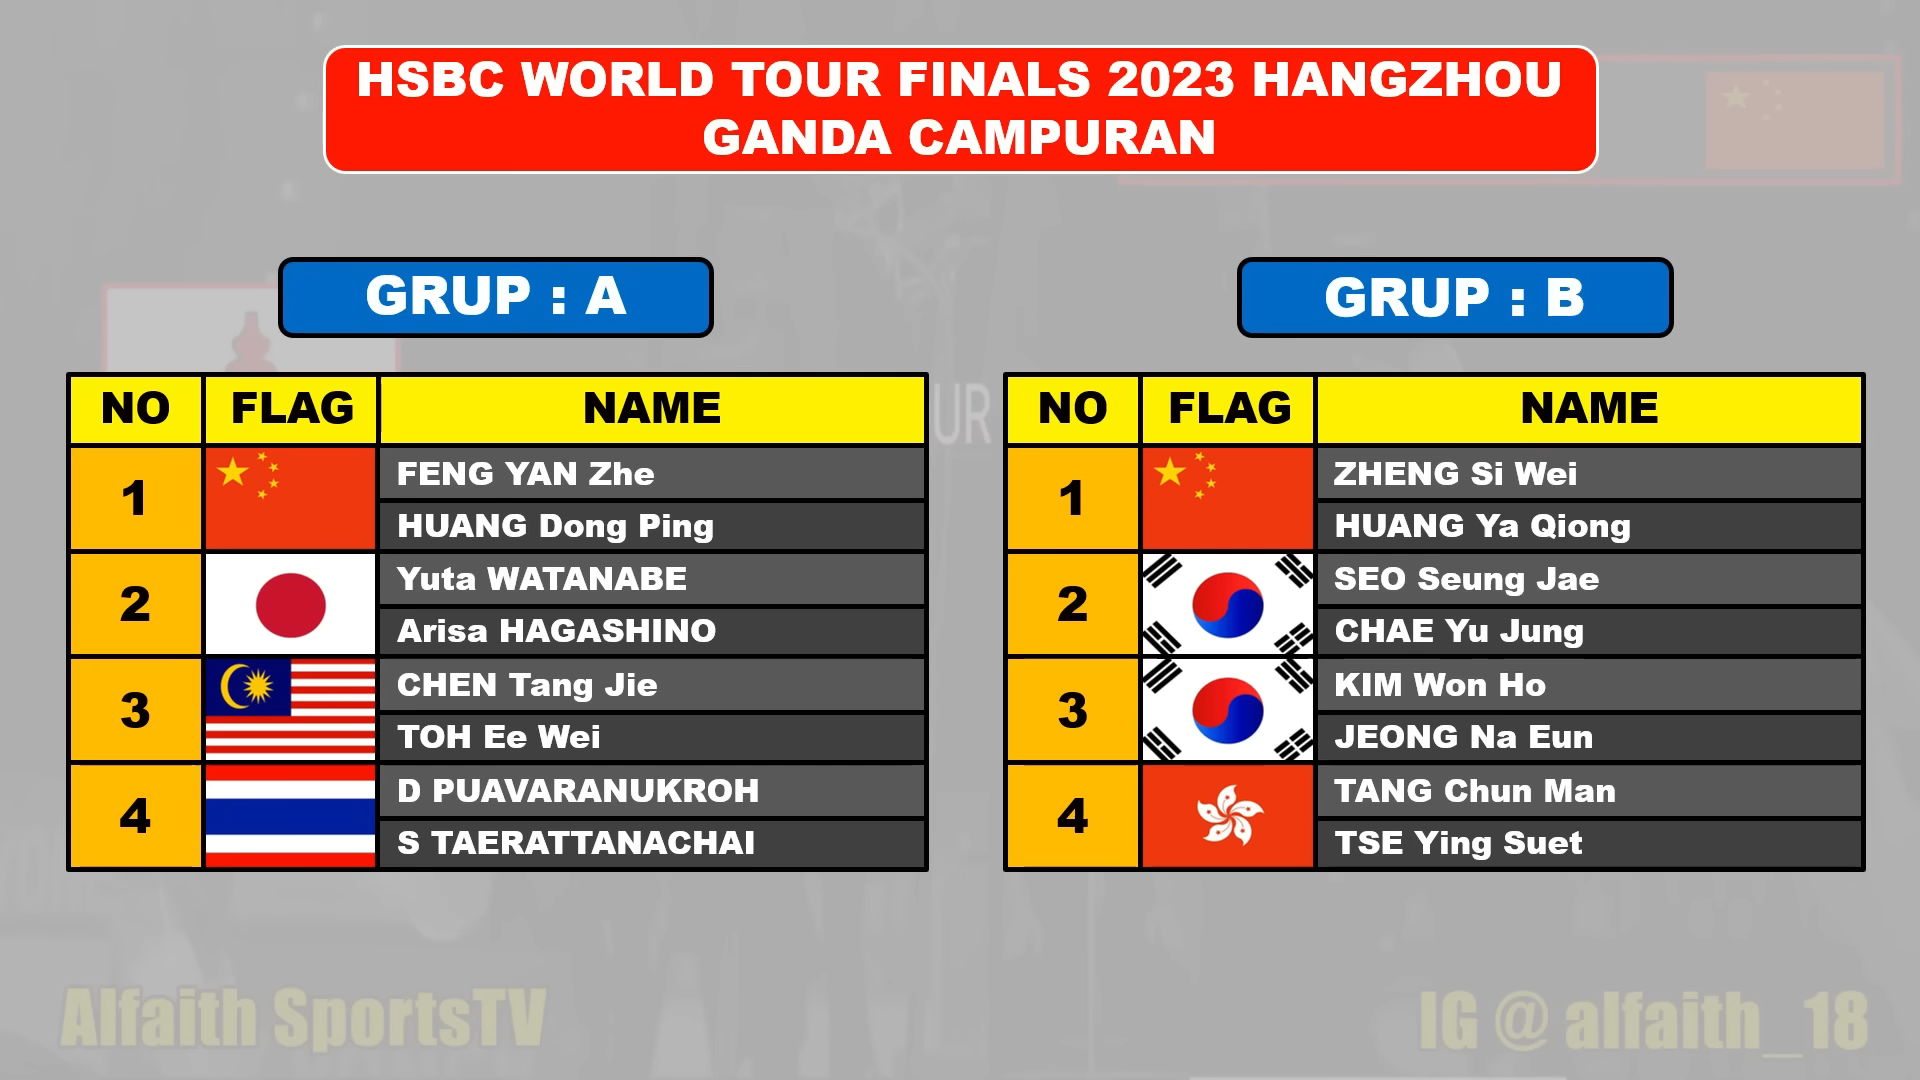 HSBC WORLD TOUR FINALS 2023 HANGZHOU
GANDA CAMPURAN
GRUP : A
NO FLAG NAME
1
FENG YAN Zhe
HUANG Dong Ping
2
Yuta WATANABE
Arisa HAGASHINO
3
CHEN Tang Jie
TOH Ee Wei
4
D PUAVARANUKROH
S TAERATTANACHAI
GRUP : B
NO FLAG NAME
1
ZHENG Si Wei
HUANG Ya Qiong
2
SEO Seung Jae
CHAE Yu Jung
3
KIM Won Ho
JEONG Na Eun
4
TANG Chun Man
TSE Ying Suet
UR
Alfaith SportsTV
IG @ alfaith_18